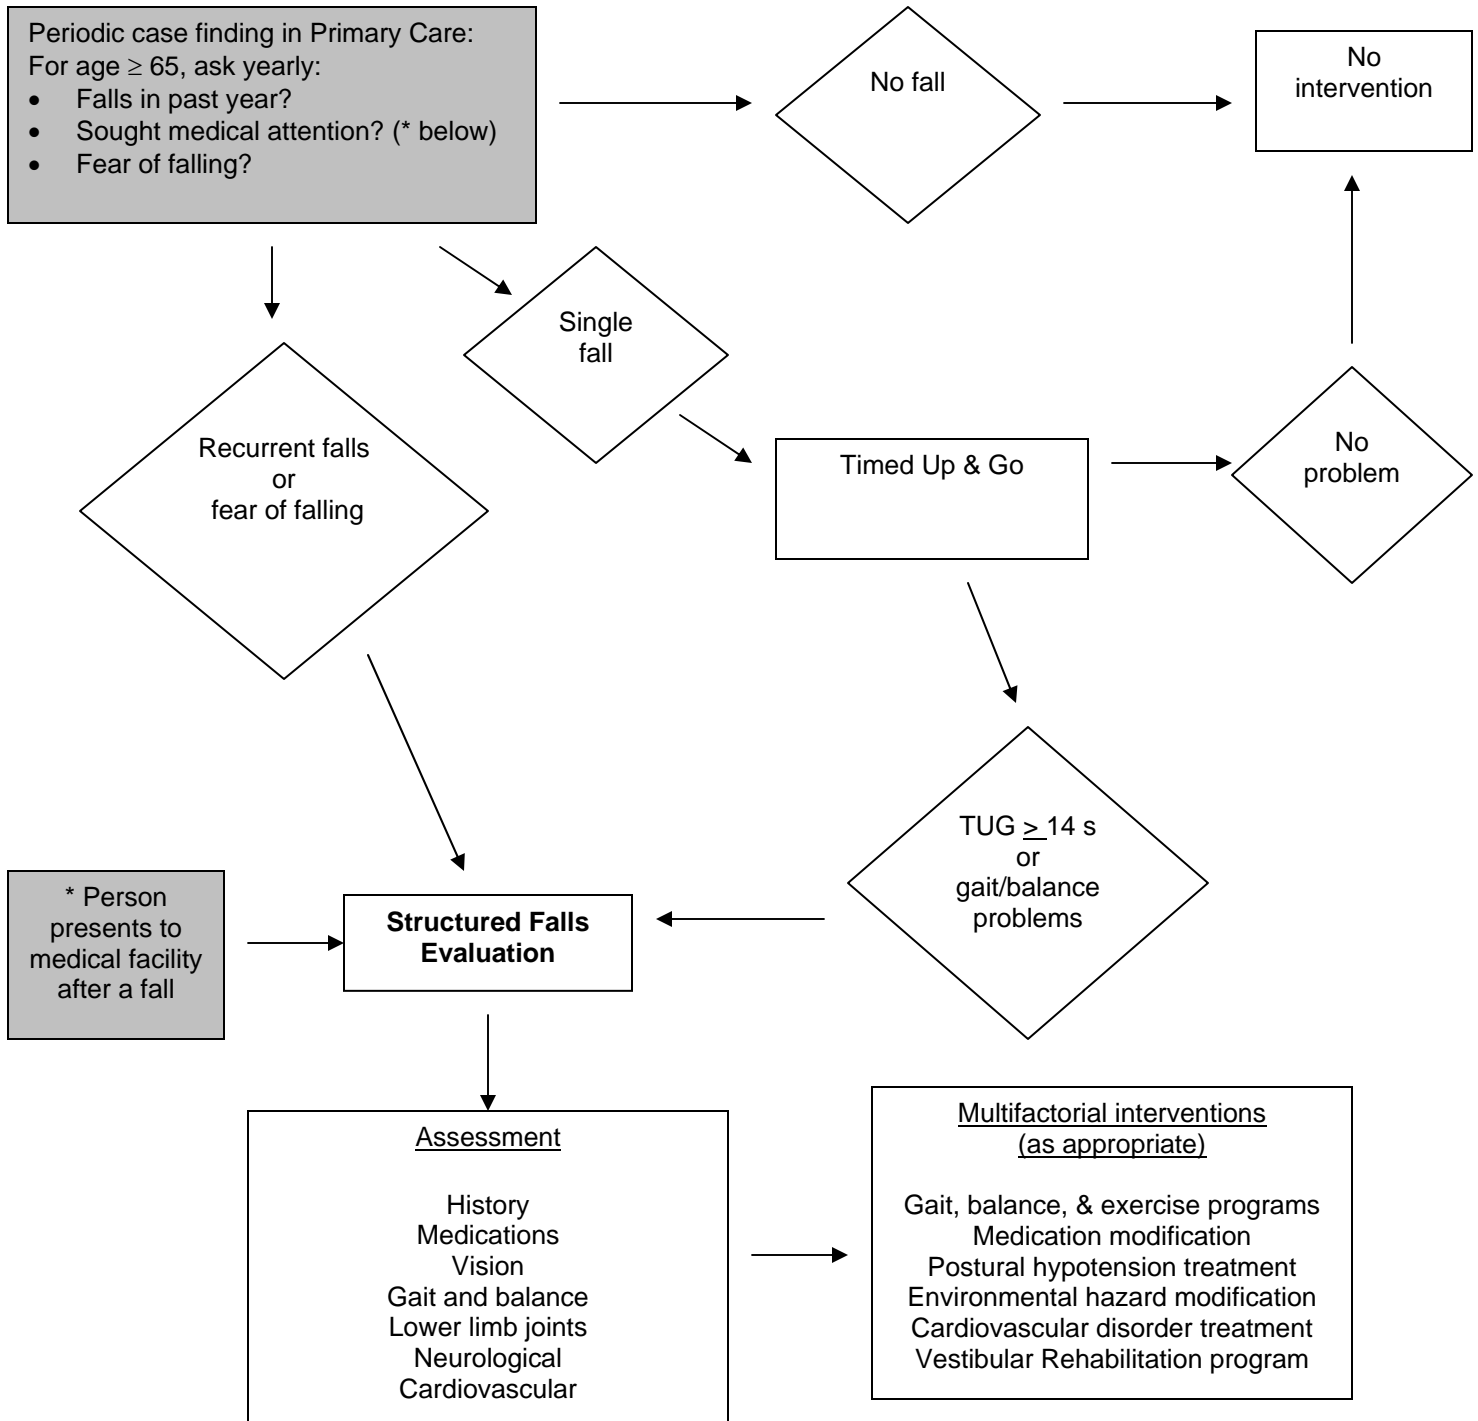 Periodic case finding in Primary Care:
For age ≥ 65, ask yearly:
• Falls in past year?
• Sought medical attention? (* below)
• Fear of falling?
No fall
No
intervention
Single
fall
Recurrent falls
or
fear of falling
Timed Up & Go
No
problem
TUG > 14 s
or
gait/balance
problems
* Person
presents to
medical facility
after a fall
Structured Falls
Evaluation
Assessment
History
Medications
Vision
Gait and balance
Lower limb joints
Neurological
Cardiovascular
Multifactorial interventions
(as appropriate)
Gait, balance, & exercise programs
Medication modification
Postural hypotension treatment
Environmental hazard modification
Cardiovascular disorder treatment
Vestibular Rehabilitation program